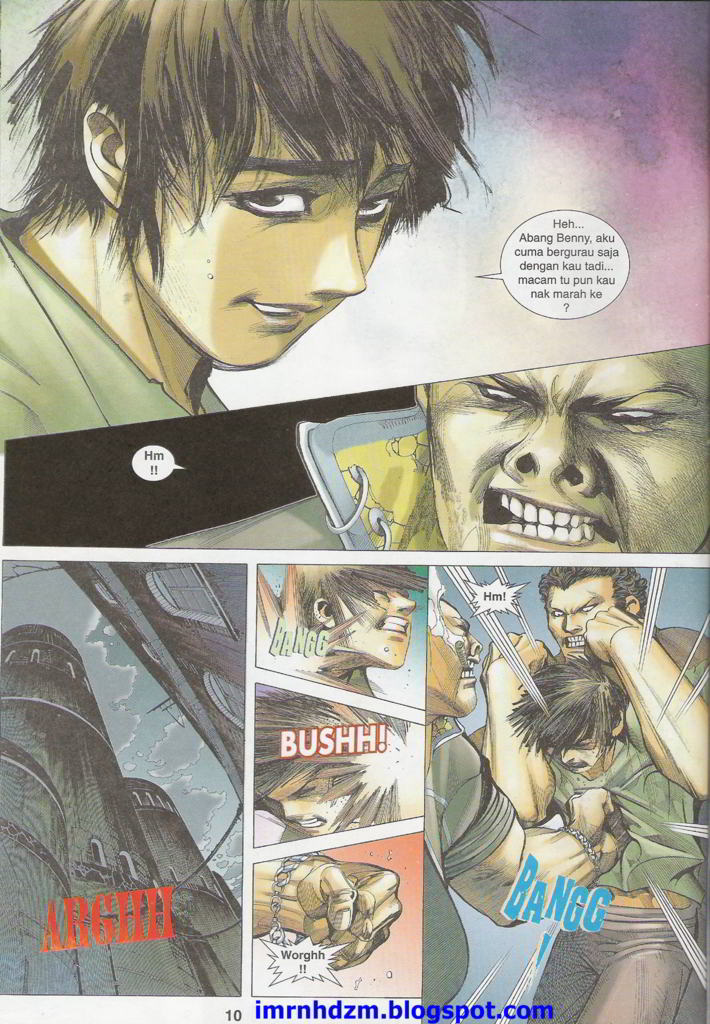 Heh...
Abang Benny, aku
cuma bergurau saja
dengan kau tadi...
macam tu pun kau
nak marah ke
?
Hm
!!
ARGHH
BANGG
BUSHH!
Worghh
!!
Hm!
BANGG
!
10
imrnhdzm.blogspot.com